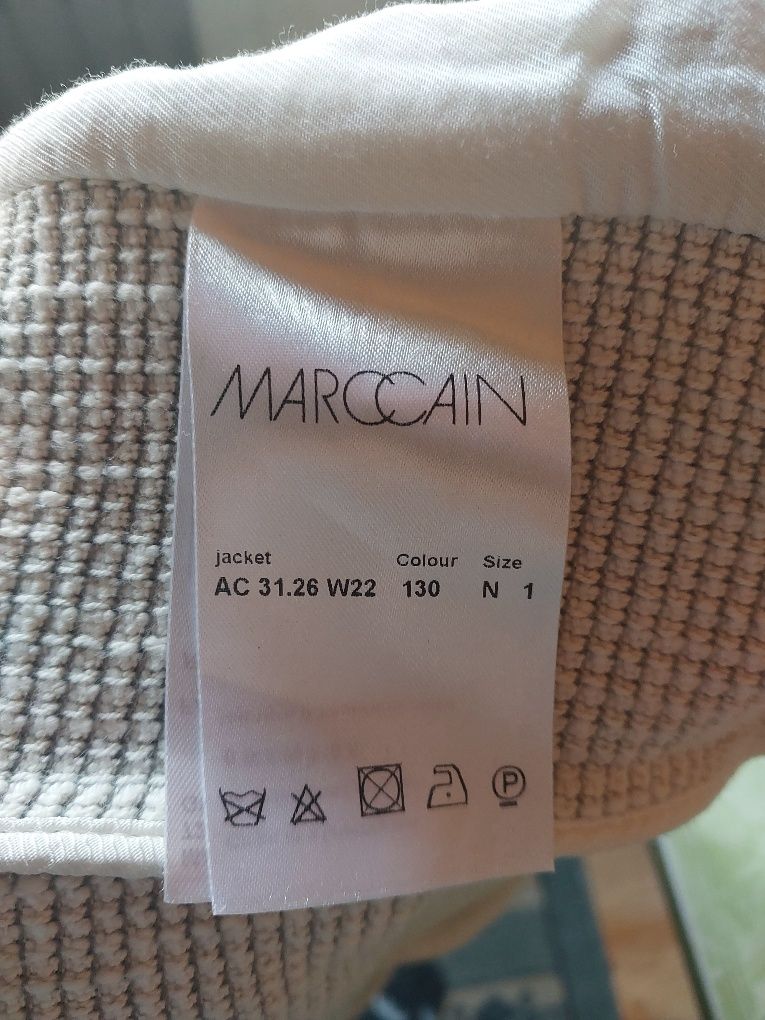 MARCCAIN
jacket Colour Size
AC 31.26 W22 130 N 1
P